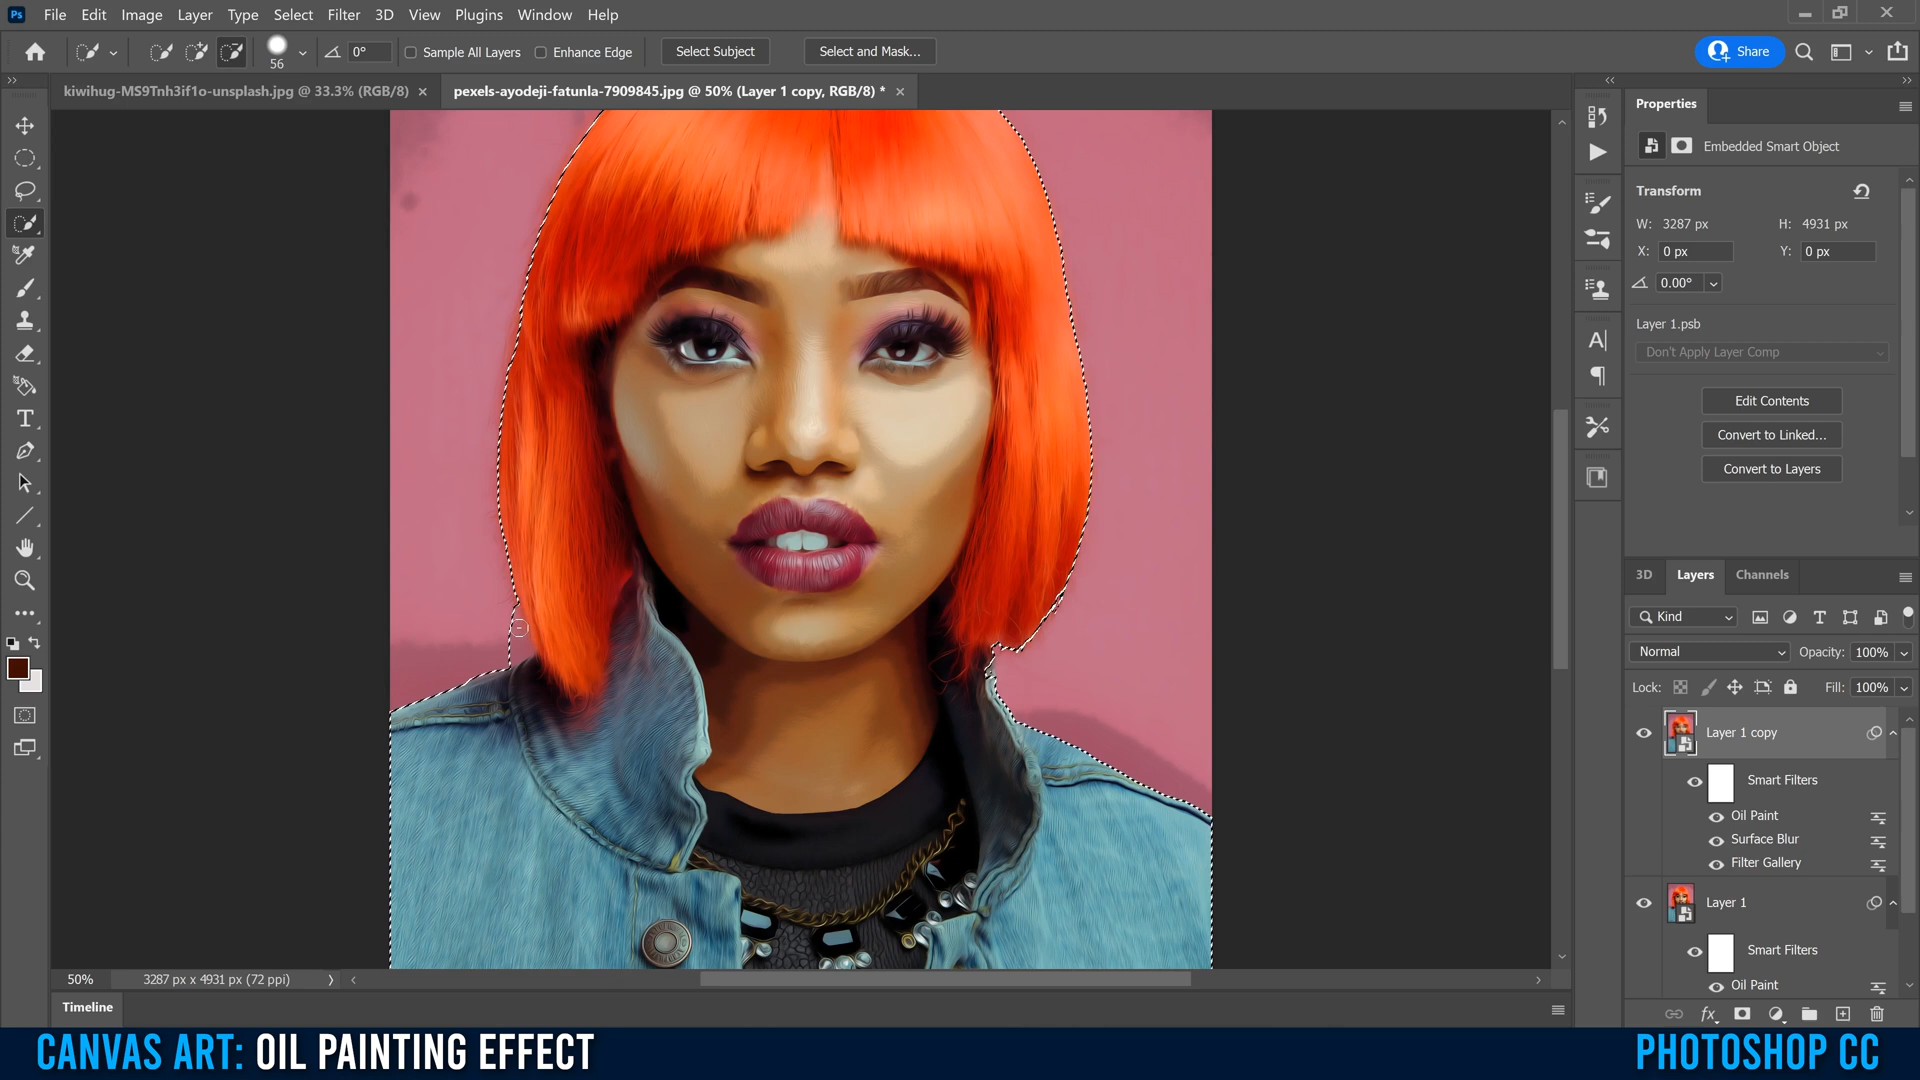 Ps File Edit Image Layer Type Select Filter 3D View Plugins Window Help
56 0° Sample All Layers Enhance Edge Select Subject Select and Mask... Share
kiwihug-MS9Tnh3if1o-unsplash.jpg @ 33.3% (RGB/8) pexels-ayodeji-fatunla-7909845.jpg @ 50% (Layer 1 copy, RGB/8) *
Properties
Embedded Smart Object
Transform
W: 3287 px H: 4931 px
X: 0 px Y: 0 px
0.00°
Layer 1.psb
Don't Apply Layer Comp
Edit Contents
Convert to Linked...
Convert to Layers
3D Layers Channels
Kind
Normal Opacity: 100%
Lock: Fill: 100%
Layer 1 copy
Smart Filters
Oil Paint
Surface Blur
Filter Gallery
Layer 1
Smart Filters
Oil Paint
50% 3287 px x 4931 px (72 ppi)
Timeline
CANVAS ART: OIL PAINTING EFFECT
PHOTOSHOP CC